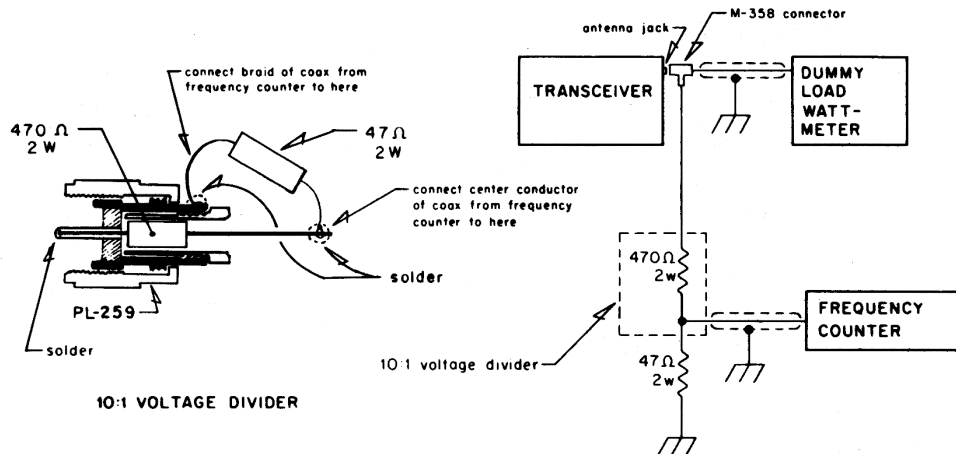 connect braid of coax from
frequency counter to here
470 Ω
2 W
47 Ω
2 W
connect center conductor
of coax from frequency
counter to here
solder
PL-259
solder
10:1 VOLTAGE DIVIDER
antenna jack
M-358 connector
TRANSCEIVER
DUMMY
LOAD
WATT-
METER
470Ω
2w
FREQUENCY
COUNTER
10:1 voltage divider
47Ω
2w